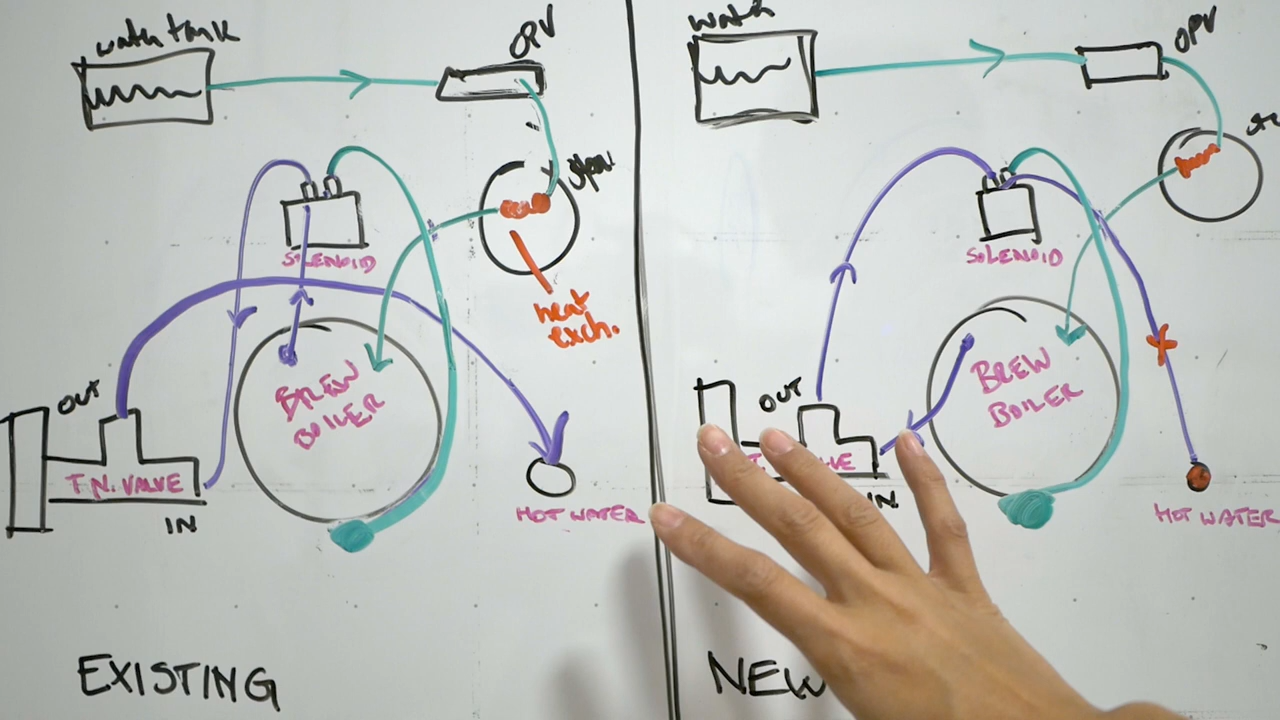 water tank
OPV
SOLENOID
heat
exch.
OUT
BREW
BOILER
T.N. VALVE
IN
HOT WATER
EXISTING
water
OPV
SOLENOID
BREW
BOILER
OUT
VE
IN
HOT WATER
NEW